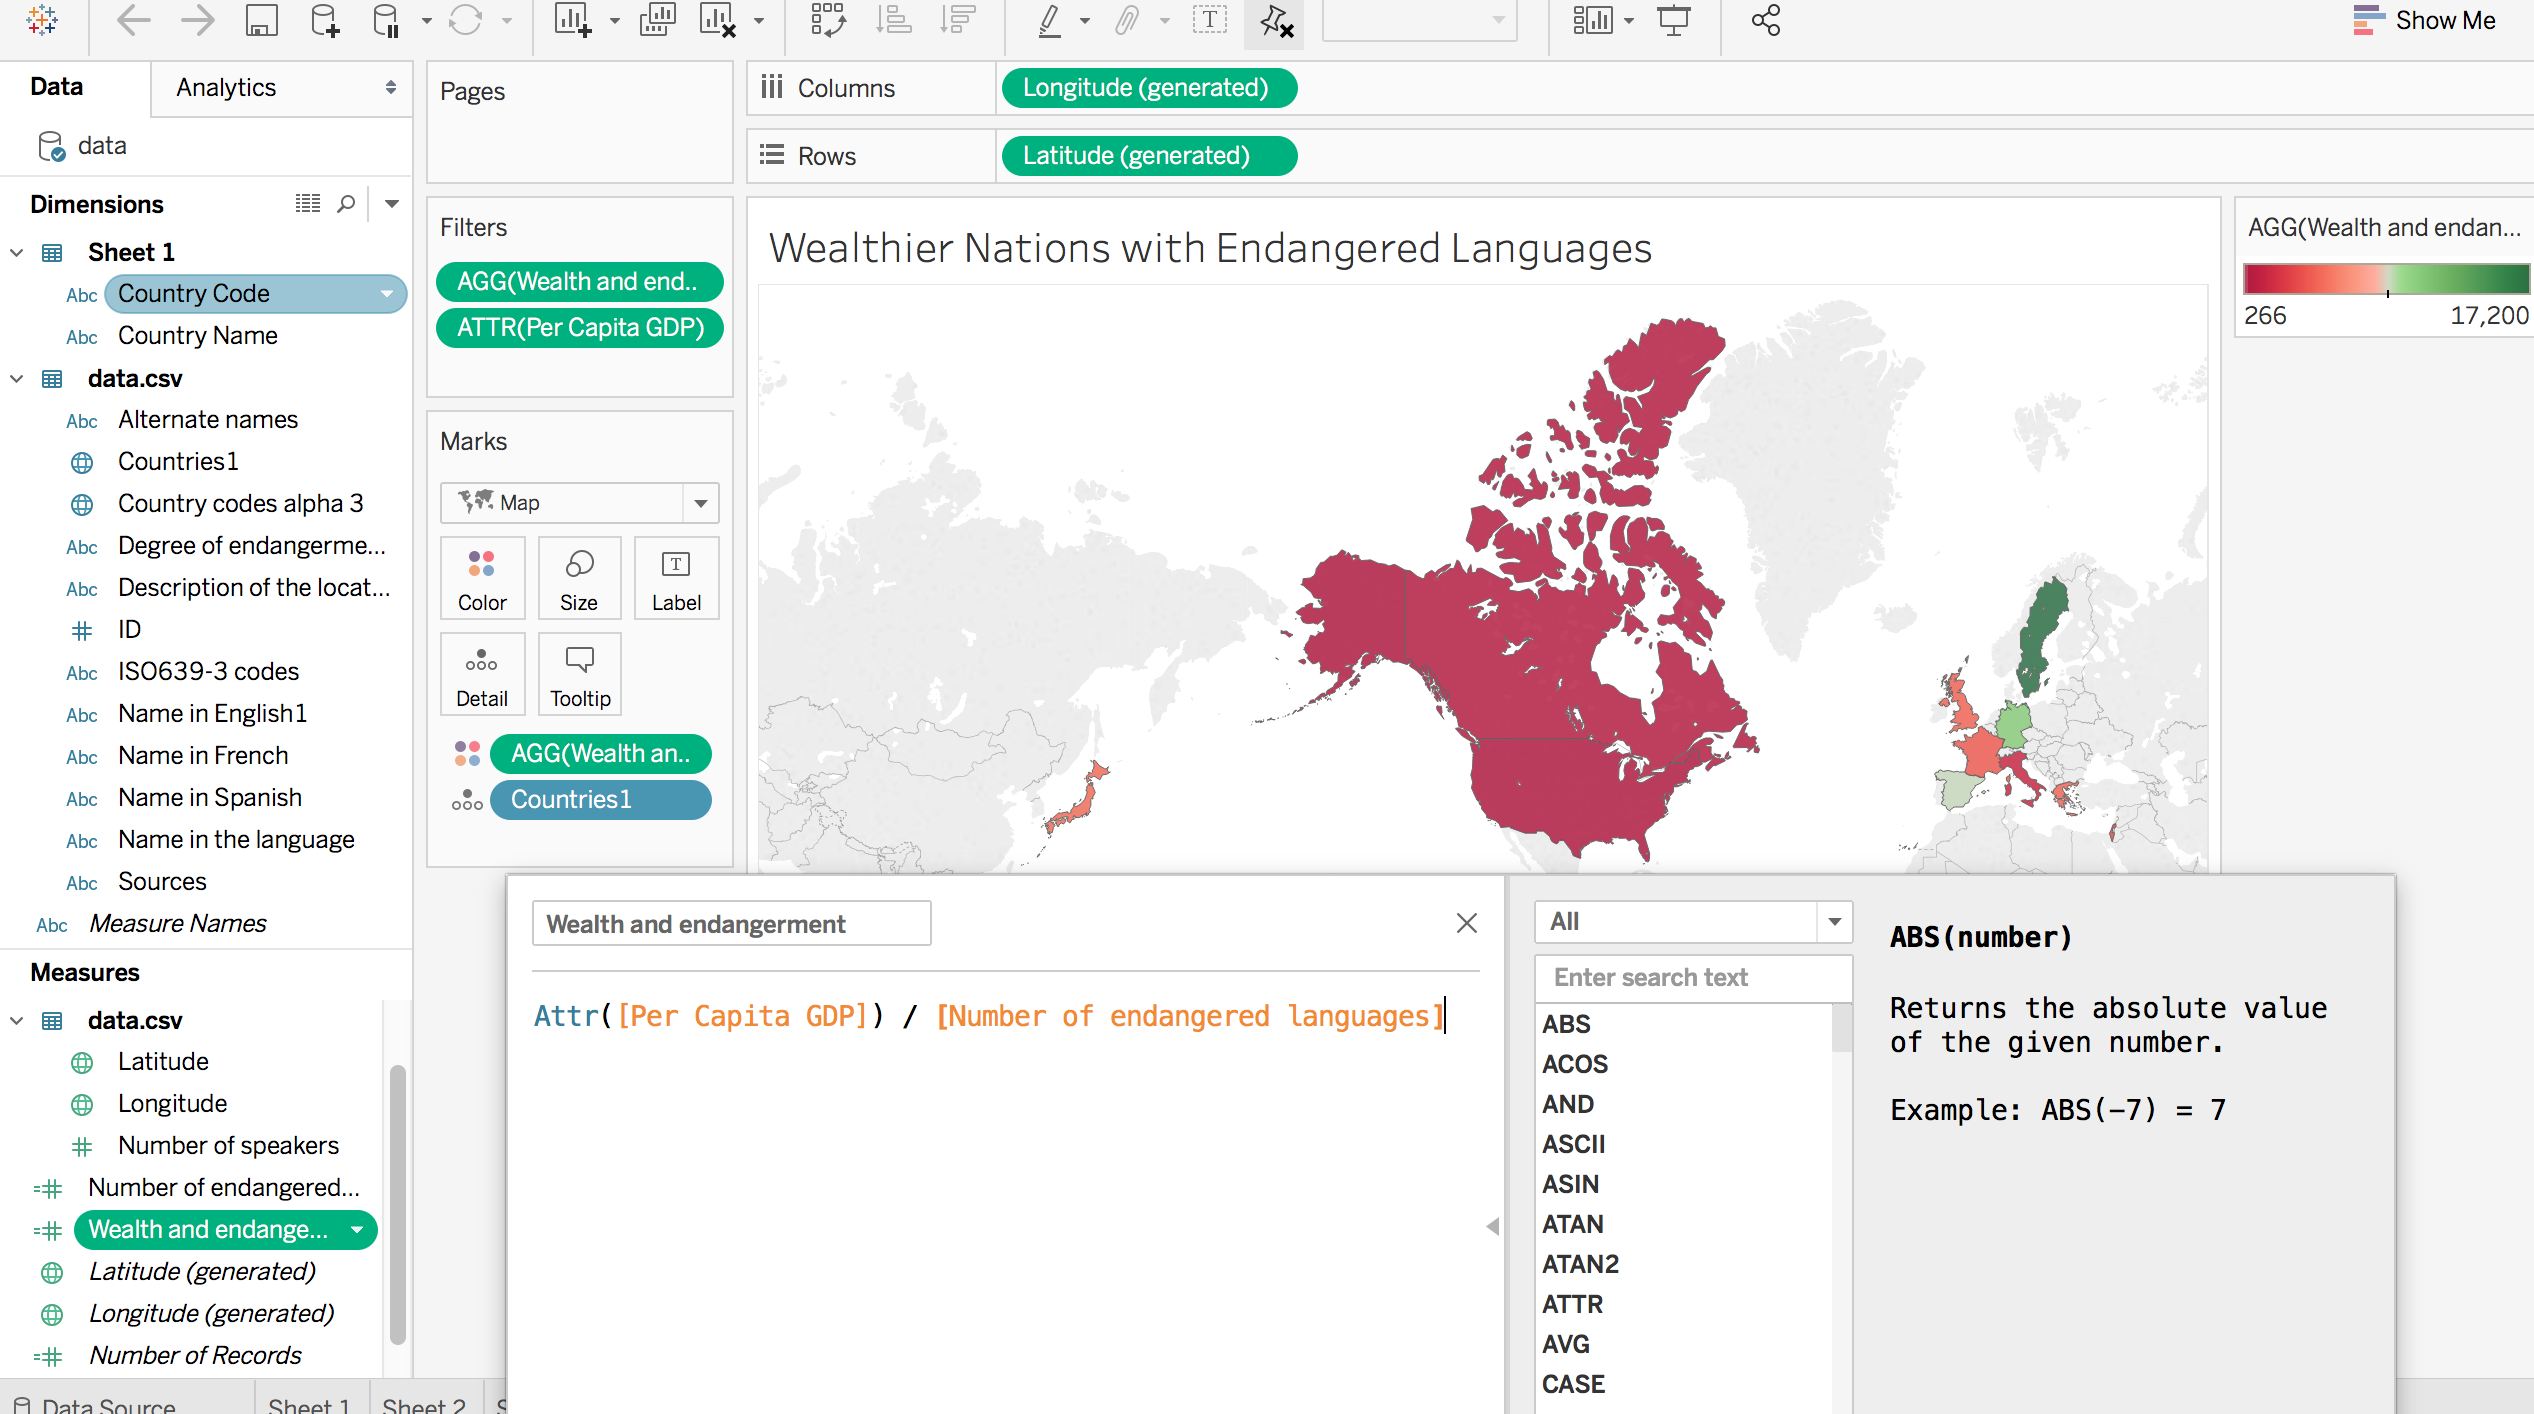 Show Me
Data
Analytics
data
Dimensions
Sheet 1
Abc Country Code
Abc Country Name
data.csv
Abc Alternate names
Countries1
Country codes alpha 3
Abc Degree of endangerme...
Abc Description of the locat...
ID
Abc ISO639-3 codes
Abc Name in English1
Abc Name in French
Abc Name in Spanish
Abc Name in the language
Abc Sources
Abc Measure Names
Measures
data.csv
Latitude
Longitude
Number of speakers
Number of endangered...
Wealth and endange...
Latitude (generated)
Longitude (generated)
Number of Records
Data Source
Sheet 1
Sheet 2
S
Pages
Filters
AGG(Wealth and end..
ATTR(Per Capita GDP)
Marks
Map
Color
Size
T
Label
Detail
Tooltip
AGG(Wealth an..
Countries1
Columns
Longitude (generated)
Rows
Latitude (generated)
Wealthier Nations with Endangered Languages
AGG(Wealth and endan...
266
17,200
Wealth and endangerment
Attr([Per Capita GDP]) / [Number of endangered languages]
All
Enter search text
ABS
ACOS
AND
ASCII
ASIN
ATAN
ATAN2
ATTR
AVG
CASE
ABS(number)
Returns the absolute value
of the given number.
Example: ABS(-7) = 7